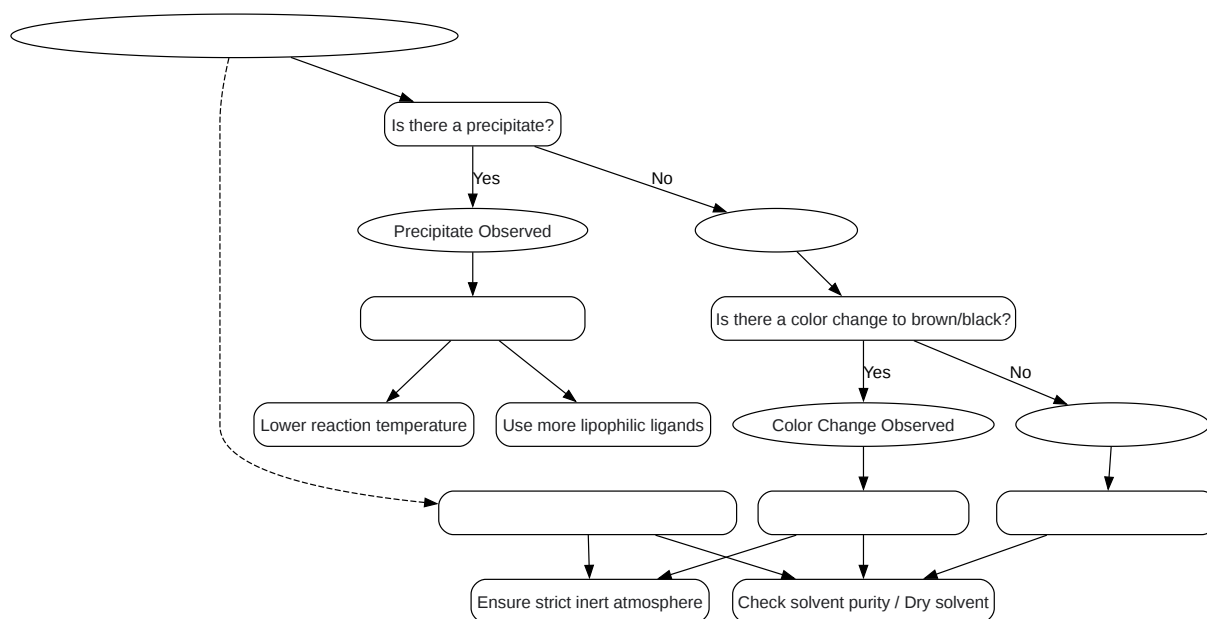 Is there a precipitate?
Yes
No
Precipitate Observed
Is there a color change to brown/black?
Yes
No
Lower reaction temperature
Use more lipophilic ligands
Color Change Observed
Ensure strict inert atmosphere
Check solvent purity / Dry solvent